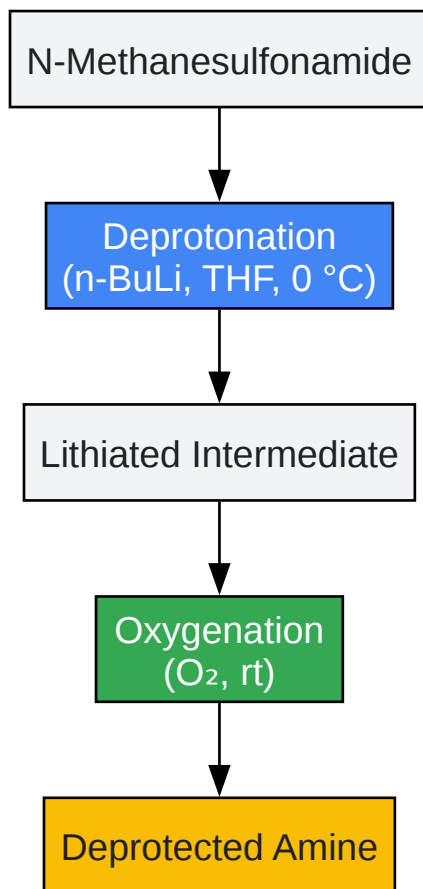 N-Methanesulfonamide
Deprotonation
(n-BuLi, THF, 0 °C)
Lithiated Intermediate
Oxygenation
(O₂, rt)
Deprotected Amine